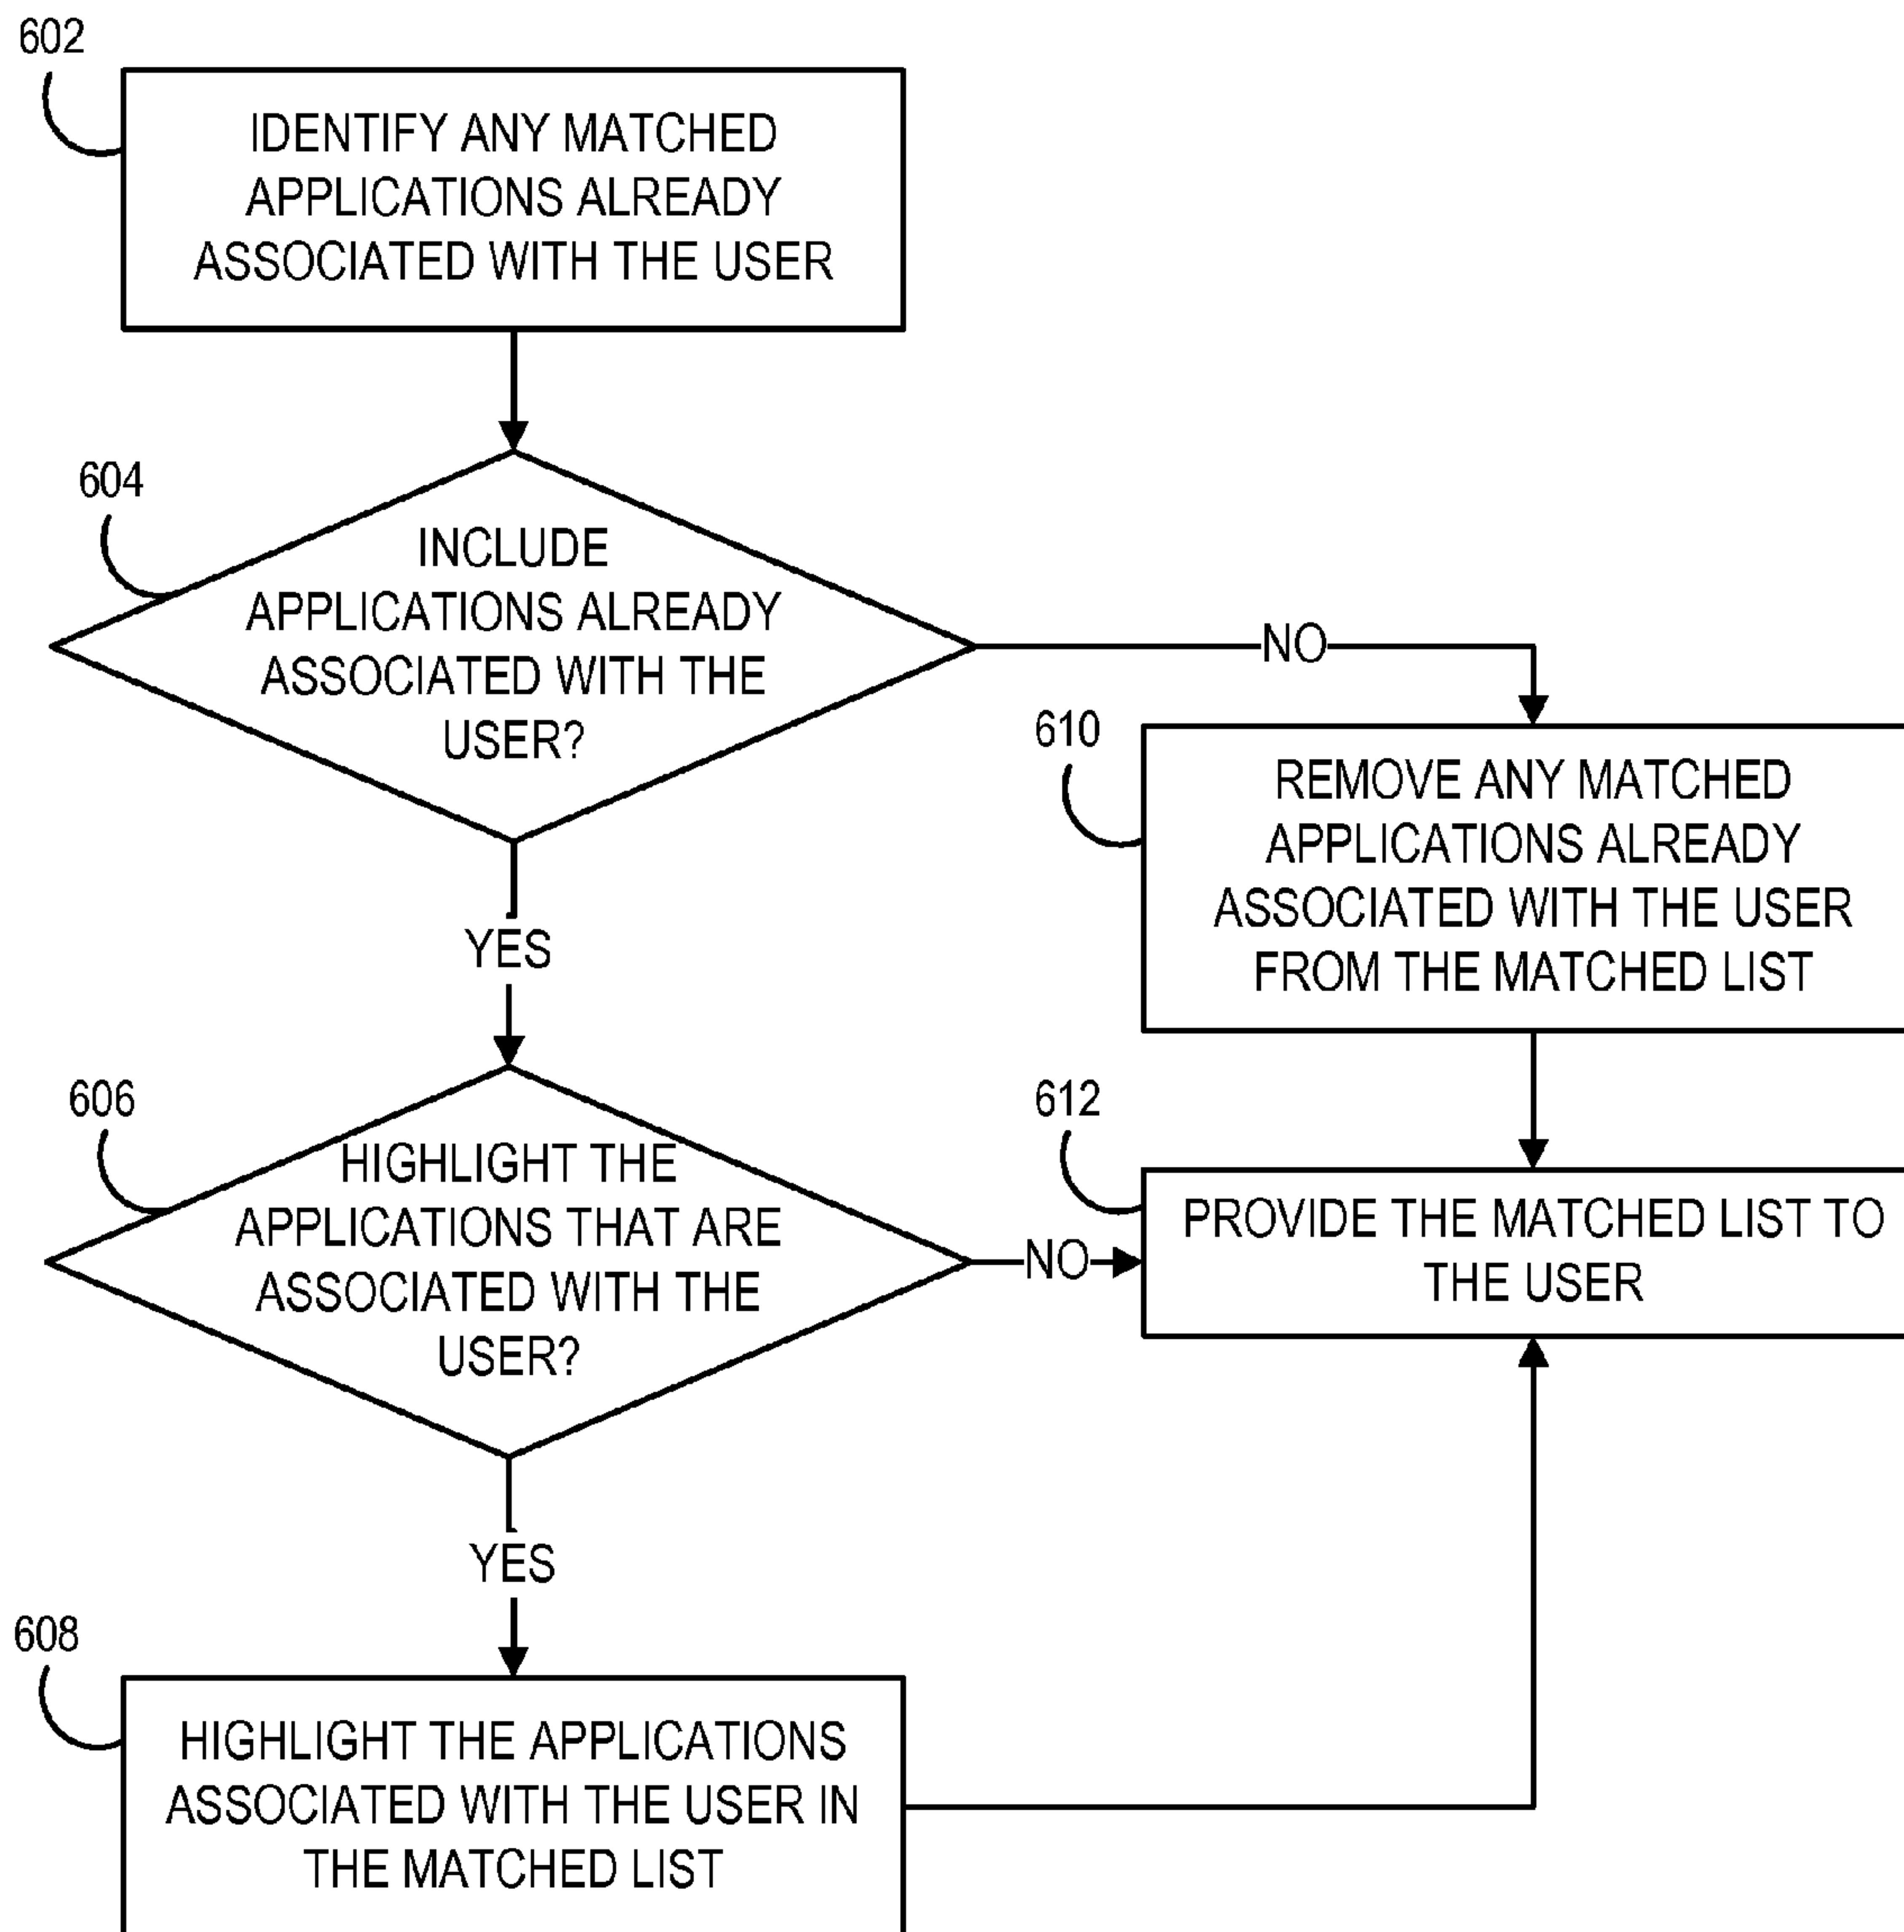 602
IDENTIFY ANY MATCHED
APPLICATIONS ALREADY
ASSOCIATED WITH THE USER
604
INCLUDE
APPLICATIONS ALREADY
ASSOCIATED WITH THE
USER?
NO
YES
610
REMOVE ANY MATCHED
APPLICATIONS ALREADY
ASSOCIATED WITH THE USER
FROM THE MATCHED LIST
606
HIGHLIGHT THE
APPLICATIONS THAT ARE
ASSOCIATED WITH THE
USER?
NO
YES
612
PROVIDE THE MATCHED LIST TO
THE USER
608
HIGHLIGHT THE APPLICATIONS
ASSOCIATED WITH THE USER IN
THE MATCHED LIST